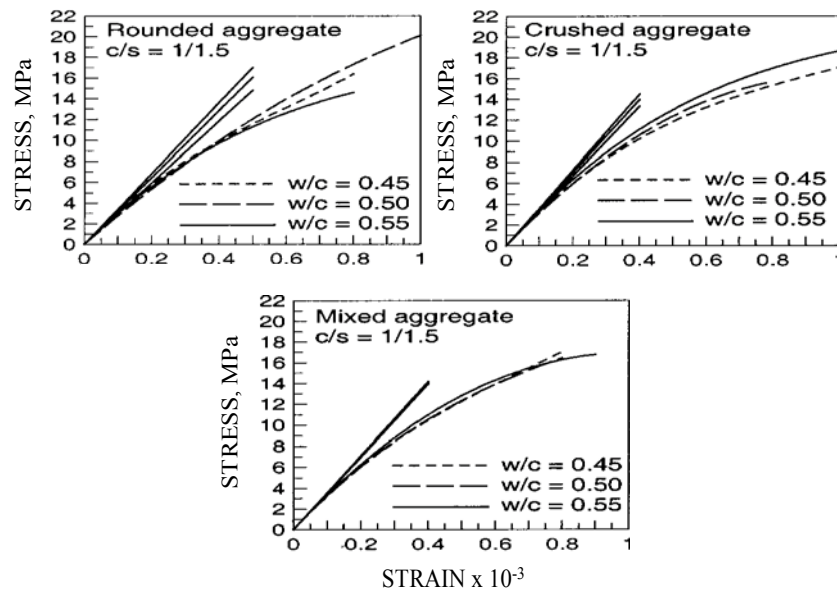 Rounded aggregate
c/s = 1/1.5
STRESS, MPa
22
20
18
16
14
12
10
8
6
4
2
0
w/c = 0.45
w/c = 0.50
w/c = 0.55
0 0.2 0.4 0.6 0.8 1
Crushed aggregate
c/s = 1/1.5
STRESS, MPa
22
20
18
16
14
12
10
8
6
4
2
0
w/c = 0.45
w/c = 0.50
w/c = 0.55
0 0.2 0.4 0.6 0.8 1
Mixed aggregate
c/s = 1/1.5
STRESS, MPa
22
20
18
16
14
12
10
8
6
4
2
0
w/c = 0.45
w/c = 0.50
w/c = 0.55
0 0.2 0.4 0.6 0.8 1
STRAIN x 10⁻³